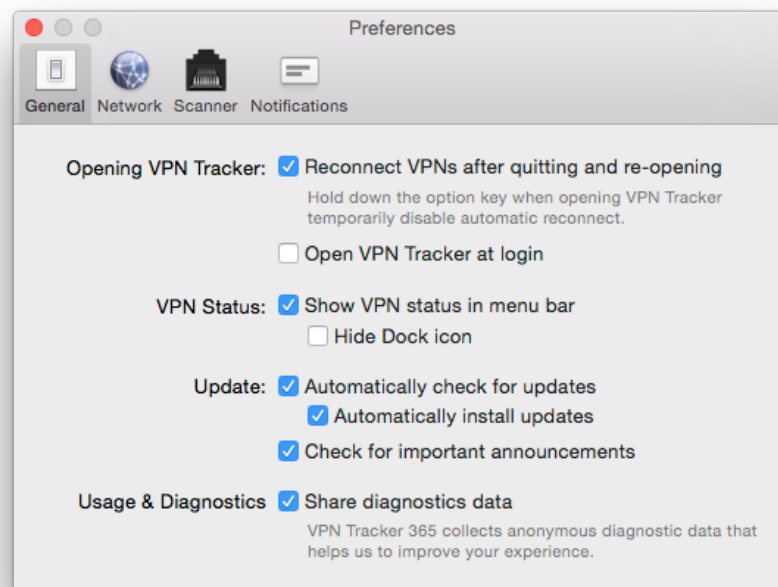 Preferences
General Network Scanner Notifications
Opening VPN Tracker: Reconnect VPNs after quitting and re-opening
Hold down the option key when opening VPN Tracker
temporarily disable automatic reconnect.
Open VPN Tracker at login
VPN Status: Show VPN status in menu bar
Hide Dock icon
Update: Automatically check for updates
Automatically install updates
Check for important announcements
Usage & Diagnostics Share diagnostics data
VPN Tracker 365 collects anonymous diagnostic data that
helps us to improve your experience.